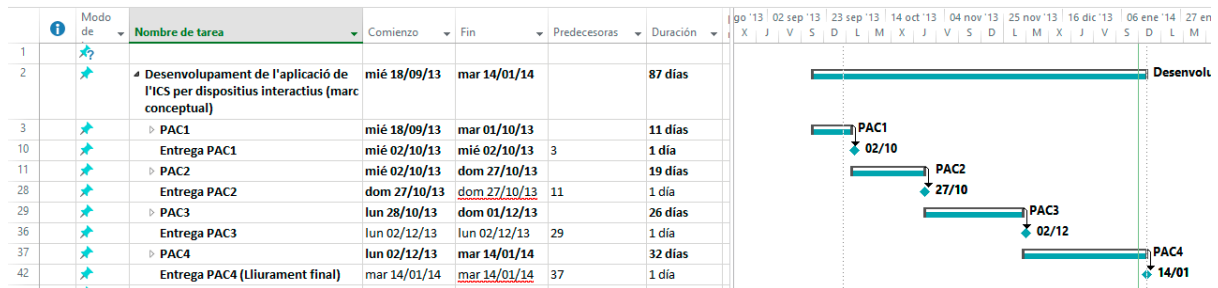 go '13 02 sep '13 23 sep '13 14 oct '13 04 nov '13 25 nov '13 16 dic '13 06 ene '14 27 en
X J V S D L M X J V S D L M X J V S D L M
Modo de Nombre de tarea Comienzo Fin Predecesoras Duración
1
2 Desenvolupament de l'aplicació de mié 18/09/13 mar 14/01/14 87 días Desenvolu
l'ICS per dispositius interactius (marc
conceptual)
3 PAC1 mié 18/09/13 mar 01/10/13 11 días PAC1
10 Entrega PAC1 mié 02/10/13 mié 02/10/13 3 1 día 02/10
11 PAC2 mié 02/10/13 dom 27/10/13 19 días PAC2
28 Entrega PAC2 dom 27/10/13 dom 27/10/13 11 1 día 27/10
29 PAC3 lun 28/10/13 dom 01/12/13 26 días PAC3
36 Entrega PAC3 lun 02/12/13 lun 02/12/13 29 1 día 02/12
37 PAC4 lun 02/12/13 mar 14/01/14 32 días PAC4
42 Entrega PAC4 (Lliurament final) mar 14/01/14 mar 14/01/14 37 1 día 14/01